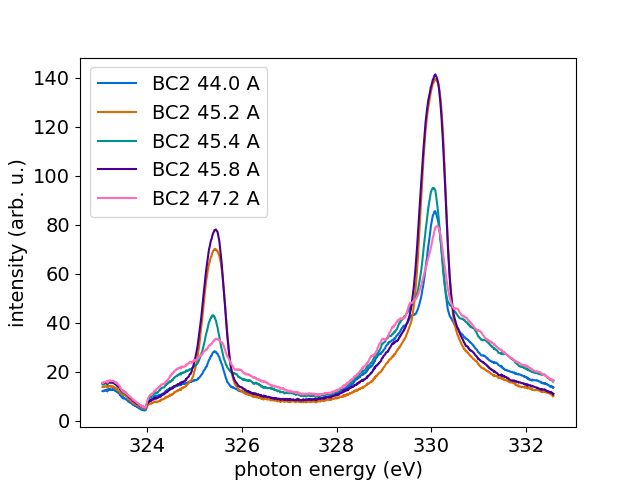 BC2 44.0 A
BC2 45.2 A
BC2 45.4 A
BC2 45.8 A
BC2 47.2 A
140
120
100
80
60
40
20
0
intensity (arb. u.)
324 326 328 330 332
photon energy (eV)